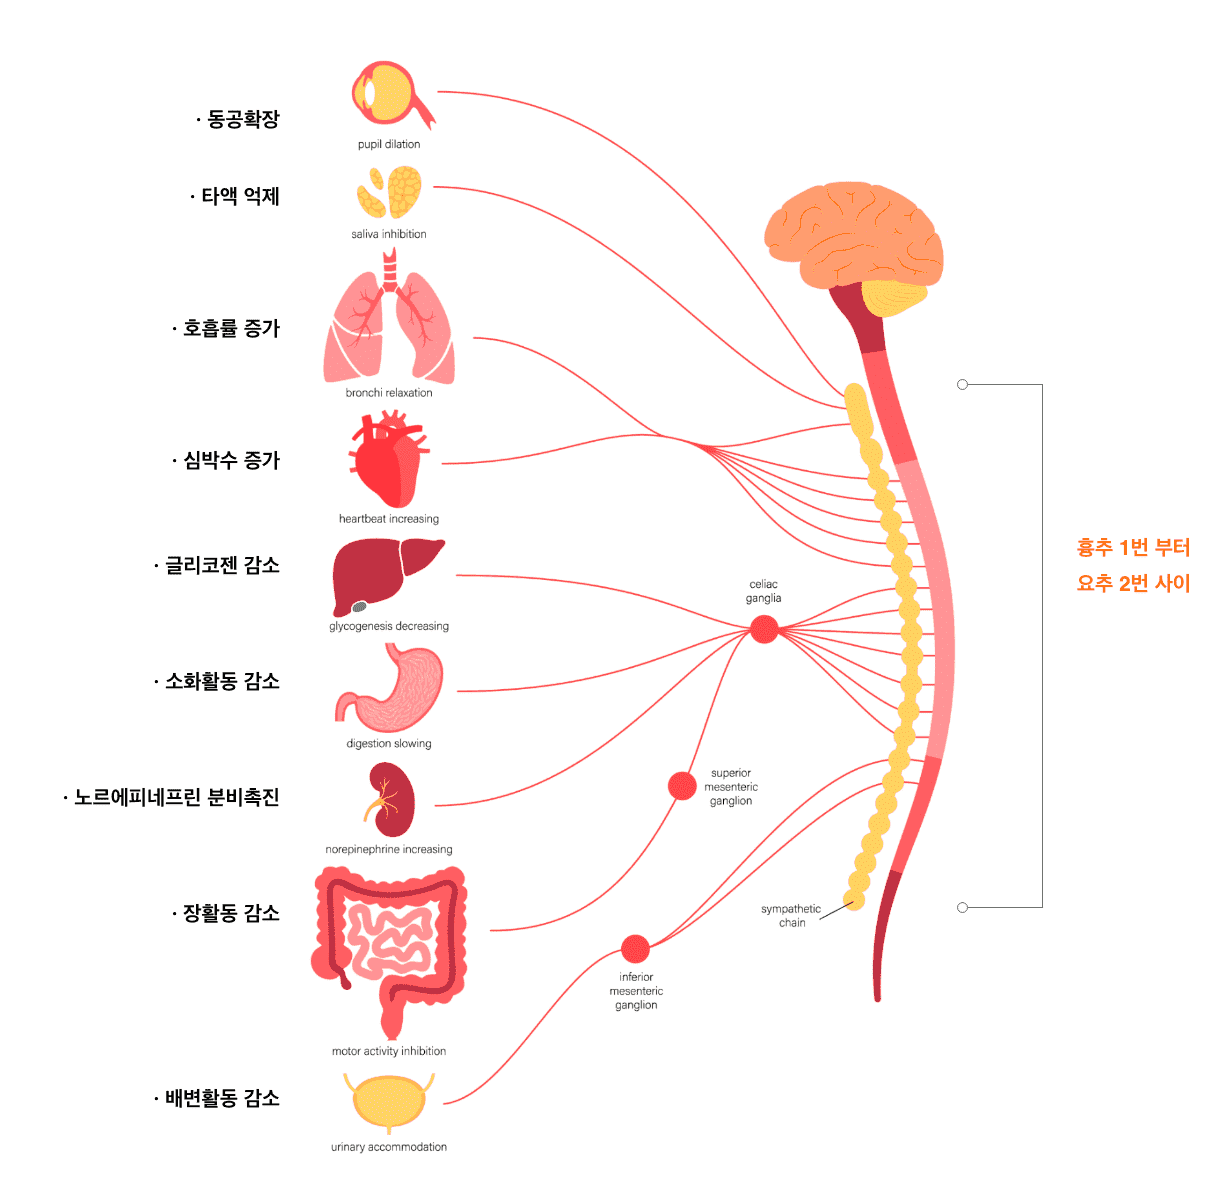 · 동공확장
pupil dilation
· 타액 억제
saliva inhibition
· 호흡률 증가
bronchi relaxation
· 심박수 증가
heartbeat increasing
· 글리코젠 감소
glycogenesis decreasing
· 소화활동 감소
digestion slowing
· 노르에피네프린 분비촉진
norepinephrine increasing
· 장활동 감소
motor activity inhibition
· 배변활동 감소
urinary accommodation
celiac
ganglia
superior
mesenteric
ganglion
inferior
mesenteric
ganglion
sympathetic
chain
흉추 1번 부터
요추 2번 사이